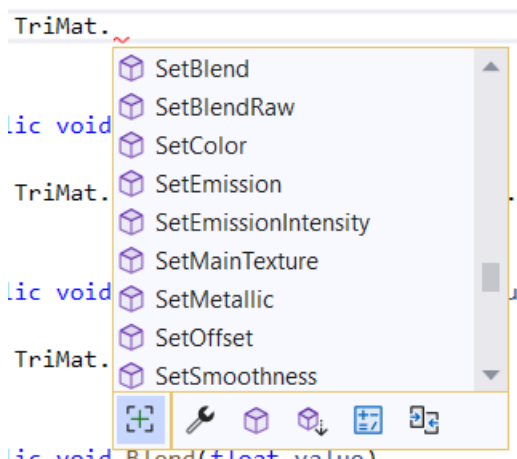 TriMat.
SetBlend
SetBlendRaw
lic void
SetColor
TriMat.
SetEmission
SetEmissionIntensity
SetMainTexture
lic void
SetMetallic
SetOffset
TriMat.
SetSmoothness
lic void Blend(float value)